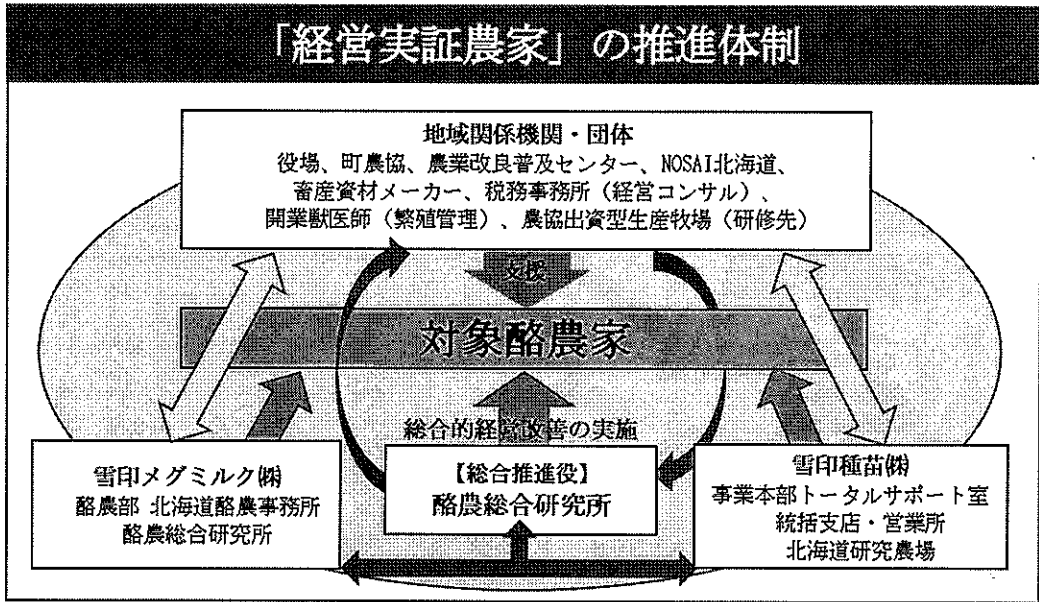 「経営実証農家」の推進体制
地域関係機関・団体
役場、町農協、農業改良普及センター、NOSAI北海道、
畜産資材メーカー、税務事務所（経営コンサル）、
開業獣医師（繁殖管理）、農協出資型生産牧場（研修先）
支援
対象酪農家
総合的経営改善の実施
雪印メグミルク㈱
酪農部 北海道酪農事務所
酪農総合研究所
【総合推進役】
酪農総合研究所
雪印種苗㈱
事業本部トータルサポート室
統括支店・営業所
北海道研究農場